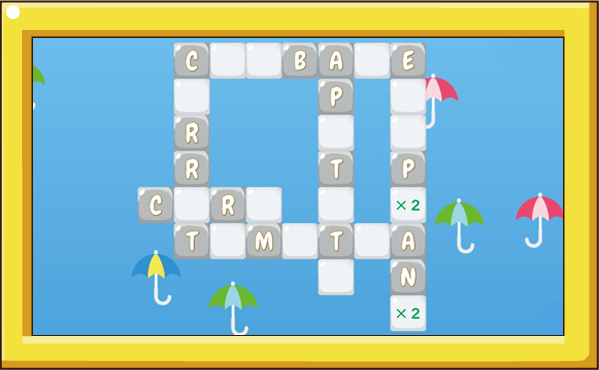 C B A E
P
R
R T P
C R ×2
T M T A
N
×2